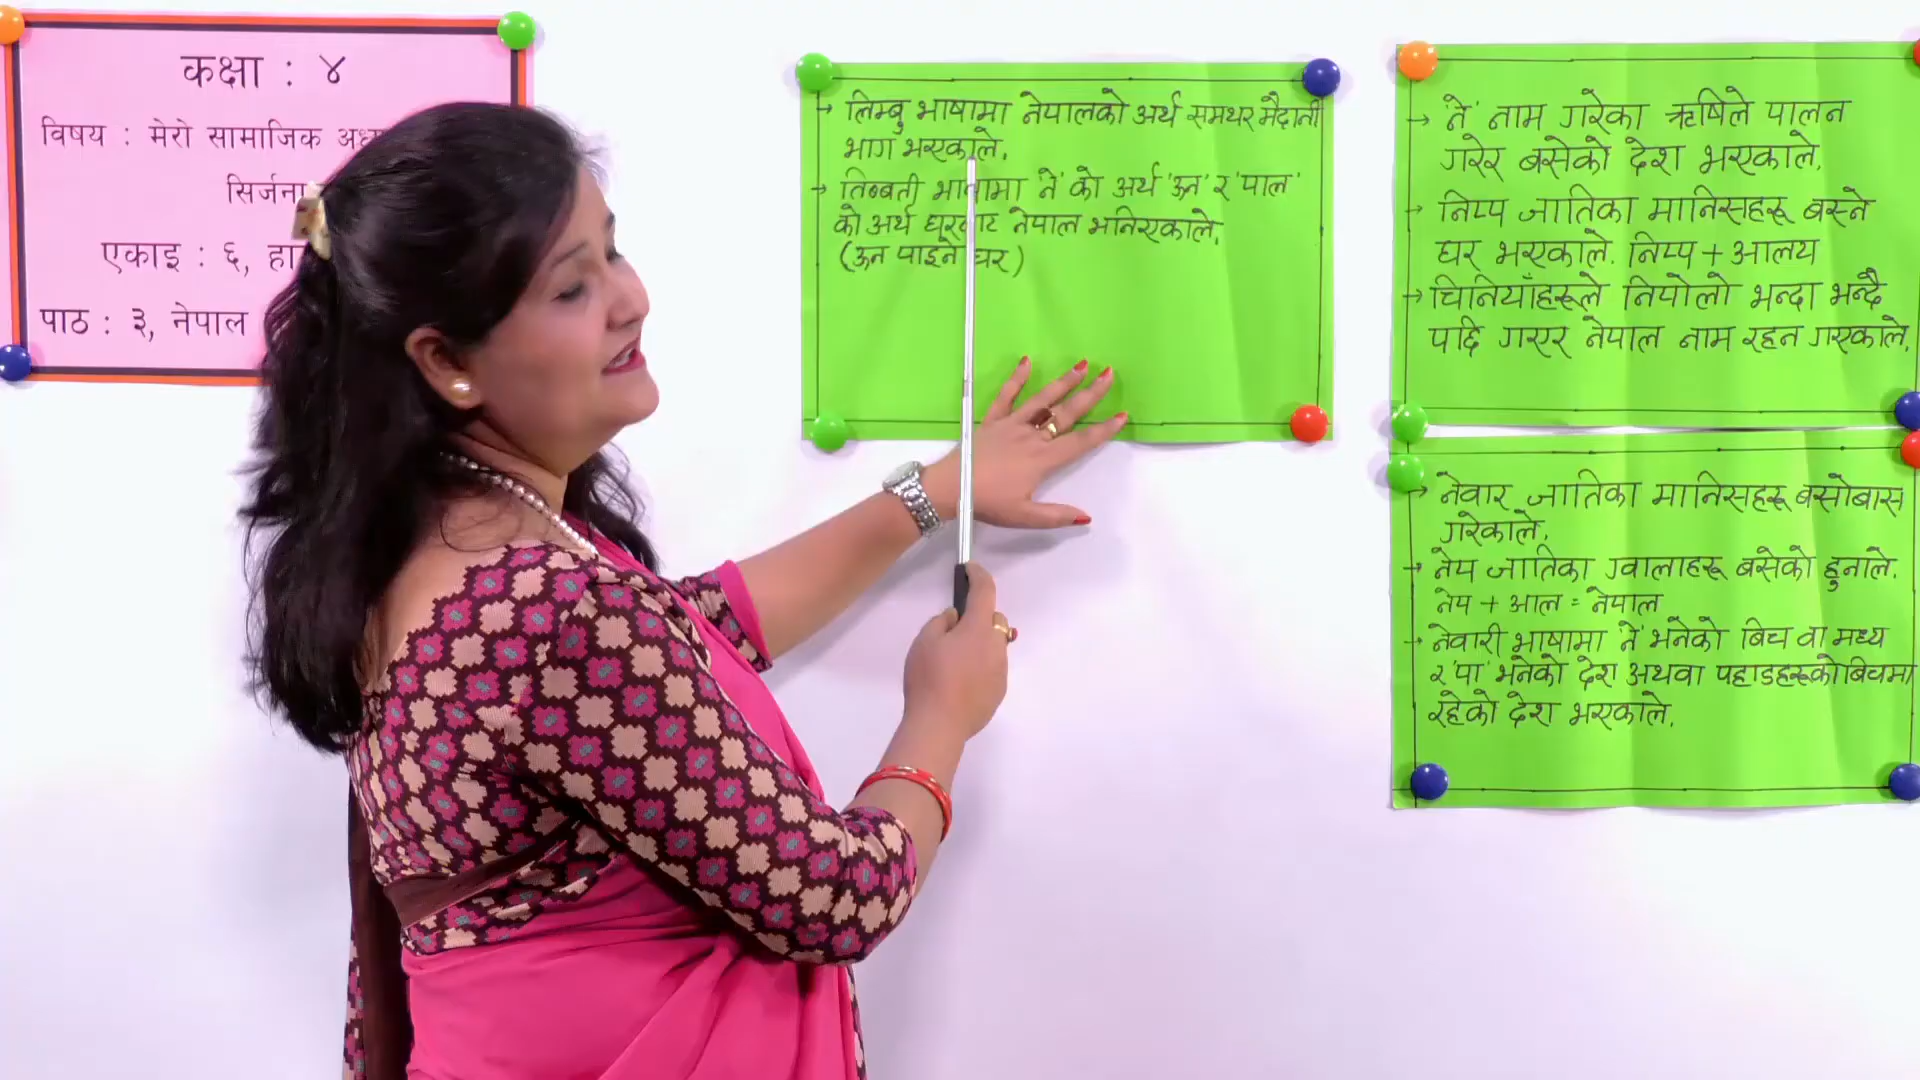 कक्षा : ४
विषय : मेरो सामाजिक
सिर्जना
एकाइ : ६,
पाठ : ३, नेपाल
→ लिम्बु भाषामा नेपालको अर्थ समथर मैदानी
भाग भएकाले.
→ तिब्बती भाषामा 'ने' को अर्थ 'ऊन' र 'पाल'
को अर्थ घरबाट नेपाल भनिएकाले.
(ऊन पाइने घर)
→ 'ने' नाम गरेका ऋषिले पालन
गरेर बसेको देश भएकाले.
→ निप्प जातिका मानिसहरू बस्ने
घर भएकाले. निप्प + आलय
→ चिनियाँहरूले निपोलो भन्दा भन्दै
पछि गएर नेपाल नाम रहन गएकाले.
→ नेवार जातिका मानिसहरू बसोबास
गरेकाले.
→ नेप जातिका ग्वालाहरू बसेको हुनाले.
नेप + आल = नेपाल
→ नेवारी भाषामा 'ने' भनेको बिच वा मध्य
र 'पा' भनेको देश अथवा पहाडहरूको बिचमा
रहेको देश भएकाले.